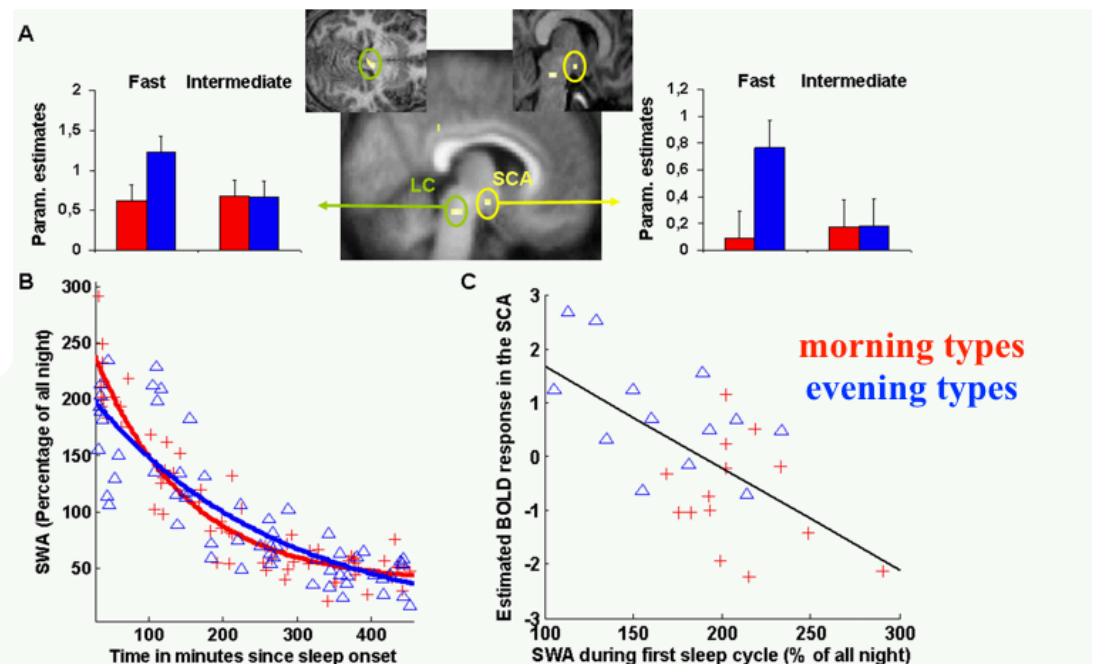 A
Fast Intermediate
Param. estimates
2
1,5
1
0,5
0
LC
SCA
Fast Intermediate
Param. estimates
1,2
1
0,8
0,6
0,4
0,2
0
B
SWA (Percentage of all night)
300
250
200
150
100
50
100 200 300 400
Time in minutes since sleep onset
C
Estimated BOLD response in the SCA
3
2
1
0
-1
-2
-3
100 150 200 250 300
SWA during first sleep cycle (% of all night)
morning types
evening types